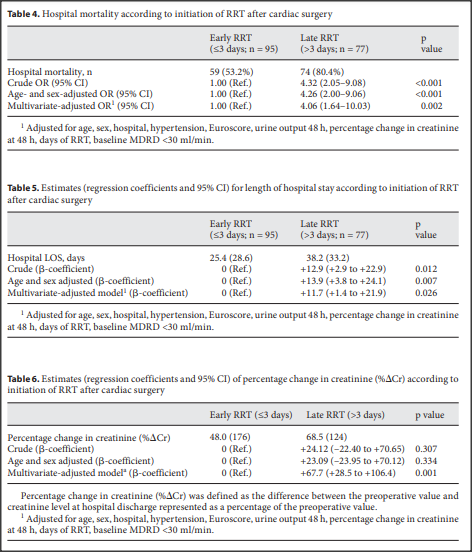 Table 4. Hospital mortality according to initiation of RRT after cardiac surgery
Early RRT Late RRT p
(≤3 days; n = 95) (>3 days; n = 77) value
Hospital mortality, n 59 (53.2%) 74 (80.4%)
Crude OR (95% CI) 1.00 (Ref.) 4.32 (2.05–9.08) <0.001
Age- and sex-adjusted OR (95% CI) 1.00 (Ref.) 4.26 (2.00–9.06) <0.001
Multivariate-adjusted OR¹ (95% CI) 1.00 (Ref.) 4.06 (1.64–10.03) 0.002
¹ Adjusted for age, sex, hospital, hypertension, Euroscore, urine output 48 h, percentage change in creatinine
at 48 h, days of RRT, baseline MDRD <30 ml/min.
Table 5. Estimates (regression coefficients and 95% CI) for length of hospital stay according to initiation of RRT
after cardiac surgery
Early RRT Late RRT p
(≤3 days; n = 95) (>3 days; n = 77) value
Hospital LOS, days 25.4 (28.6) 38.2 (33.2)
Crude (β-coefficient) 0 (Ref.) +12.9 (+2.9 to +22.9) 0.012
Age and sex adjusted (β-coefficient) 0 (Ref.) +13.9 (+3.8 to +24.1) 0.007
Multivariate-adjusted model¹ (β-coefficient) 0 (Ref.) +11.7 (+1.4 to +21.9) 0.026
¹ Adjusted for age, sex, hospital, hypertension, Euroscore, urine output 48 h, percentage change in creatinine
at 48 h, days of RRT, baseline MDRD <30 ml/min.
Table 6. Estimates (regression coefficients and 95% CI) of percentage change in creatinine (%ΔCr) according to
initiation of RRT after cardiac surgery
Early RRT (≤3 days) Late RRT (>3 days) p value
Percentage change in creatinine (%ΔCr) 48.0 (176) 68.5 (124)
Crude (β-coefficient) 0 (Ref.) +24.12 (−22.40 to +70.65) 0.307
Age and sex adjusted (β-coefficient) 0 (Ref.) +23.09 (−23.95 to +70.12) 0.334
Multivariate-adjusted modelª (β-coefficient) 0 (Ref.) +67.7 (+28.5 to +106.4) 0.001
Percentage change in creatinine (%ΔCr) was defined as the difference between the preoperative value and
creatinine level at hospital discharge represented as a percentage of the preoperative value.
¹ Adjusted for age, sex, hospital, hypertension, Euroscore, urine output 48 h, percentage change in creatinine
at 48 h, days of RRT, baseline MDRD <30 ml/min.